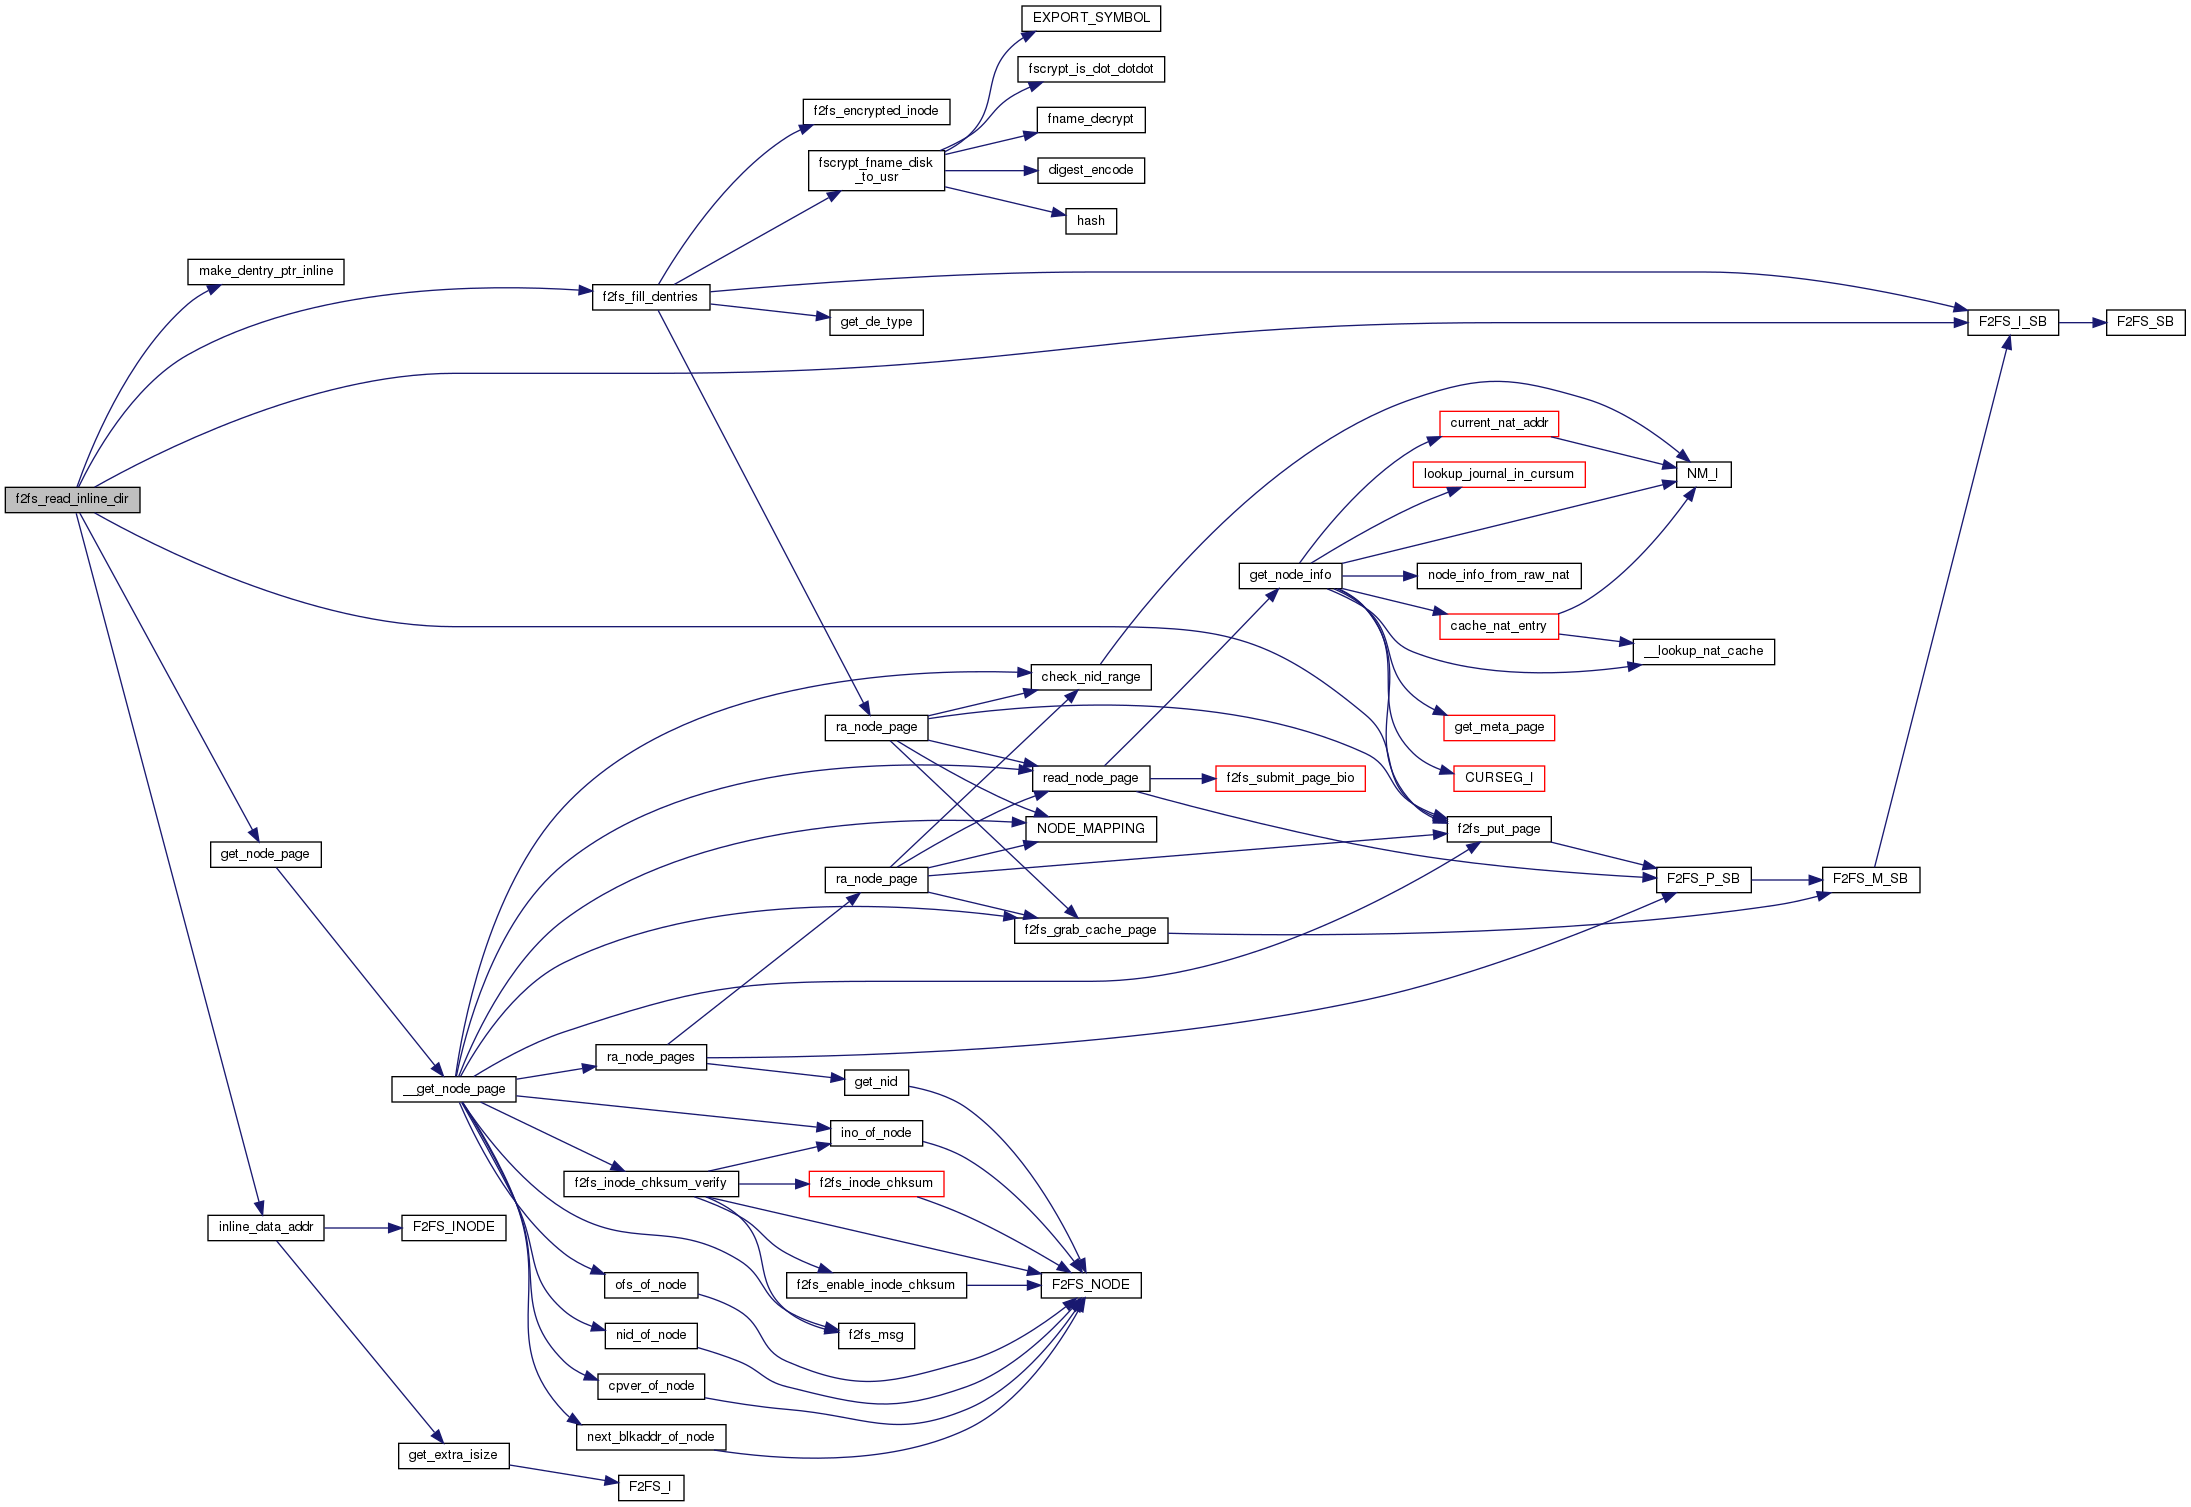 EXPORT_SYMBOL
fscrypt_is_dot_dotdot
f2fs_encrypted_inode
fname_decrypt
fscrypt_fname_disk
_to_usr
digest_encode
hash
make_dentry_ptr_inline
f2fs_fill_dentries
get_de_type
F2FS_I_SB
F2FS_SB
current_nat_addr
lookup_journal_in_cursum
NM_I
f2fs_read_inline_dir
get_node_info
node_info_from_raw_nat
cache_nat_entry
__lookup_nat_cache
check_nid_range
ra_node_page
get_meta_page
read_node_page
f2fs_submit_page_bio
CURSEG_I
NODE_MAPPING
f2fs_put_page
get_node_page
ra_node_page
F2FS_P_SB
F2FS_M_SB
f2fs_grab_cache_page
ra_node_pages
__get_node_page
get_nid
ino_of_node
f2fs_inode_chksum_verify
f2fs_inode_chksum
inline_data_addr
F2FS_INODE
ofs_of_node
f2fs_enable_inode_chksum
F2FS_NODE
nid_of_node
f2fs_msg
cpver_of_node
next_blkaddr_of_node
get_extra_isize
F2FS_I